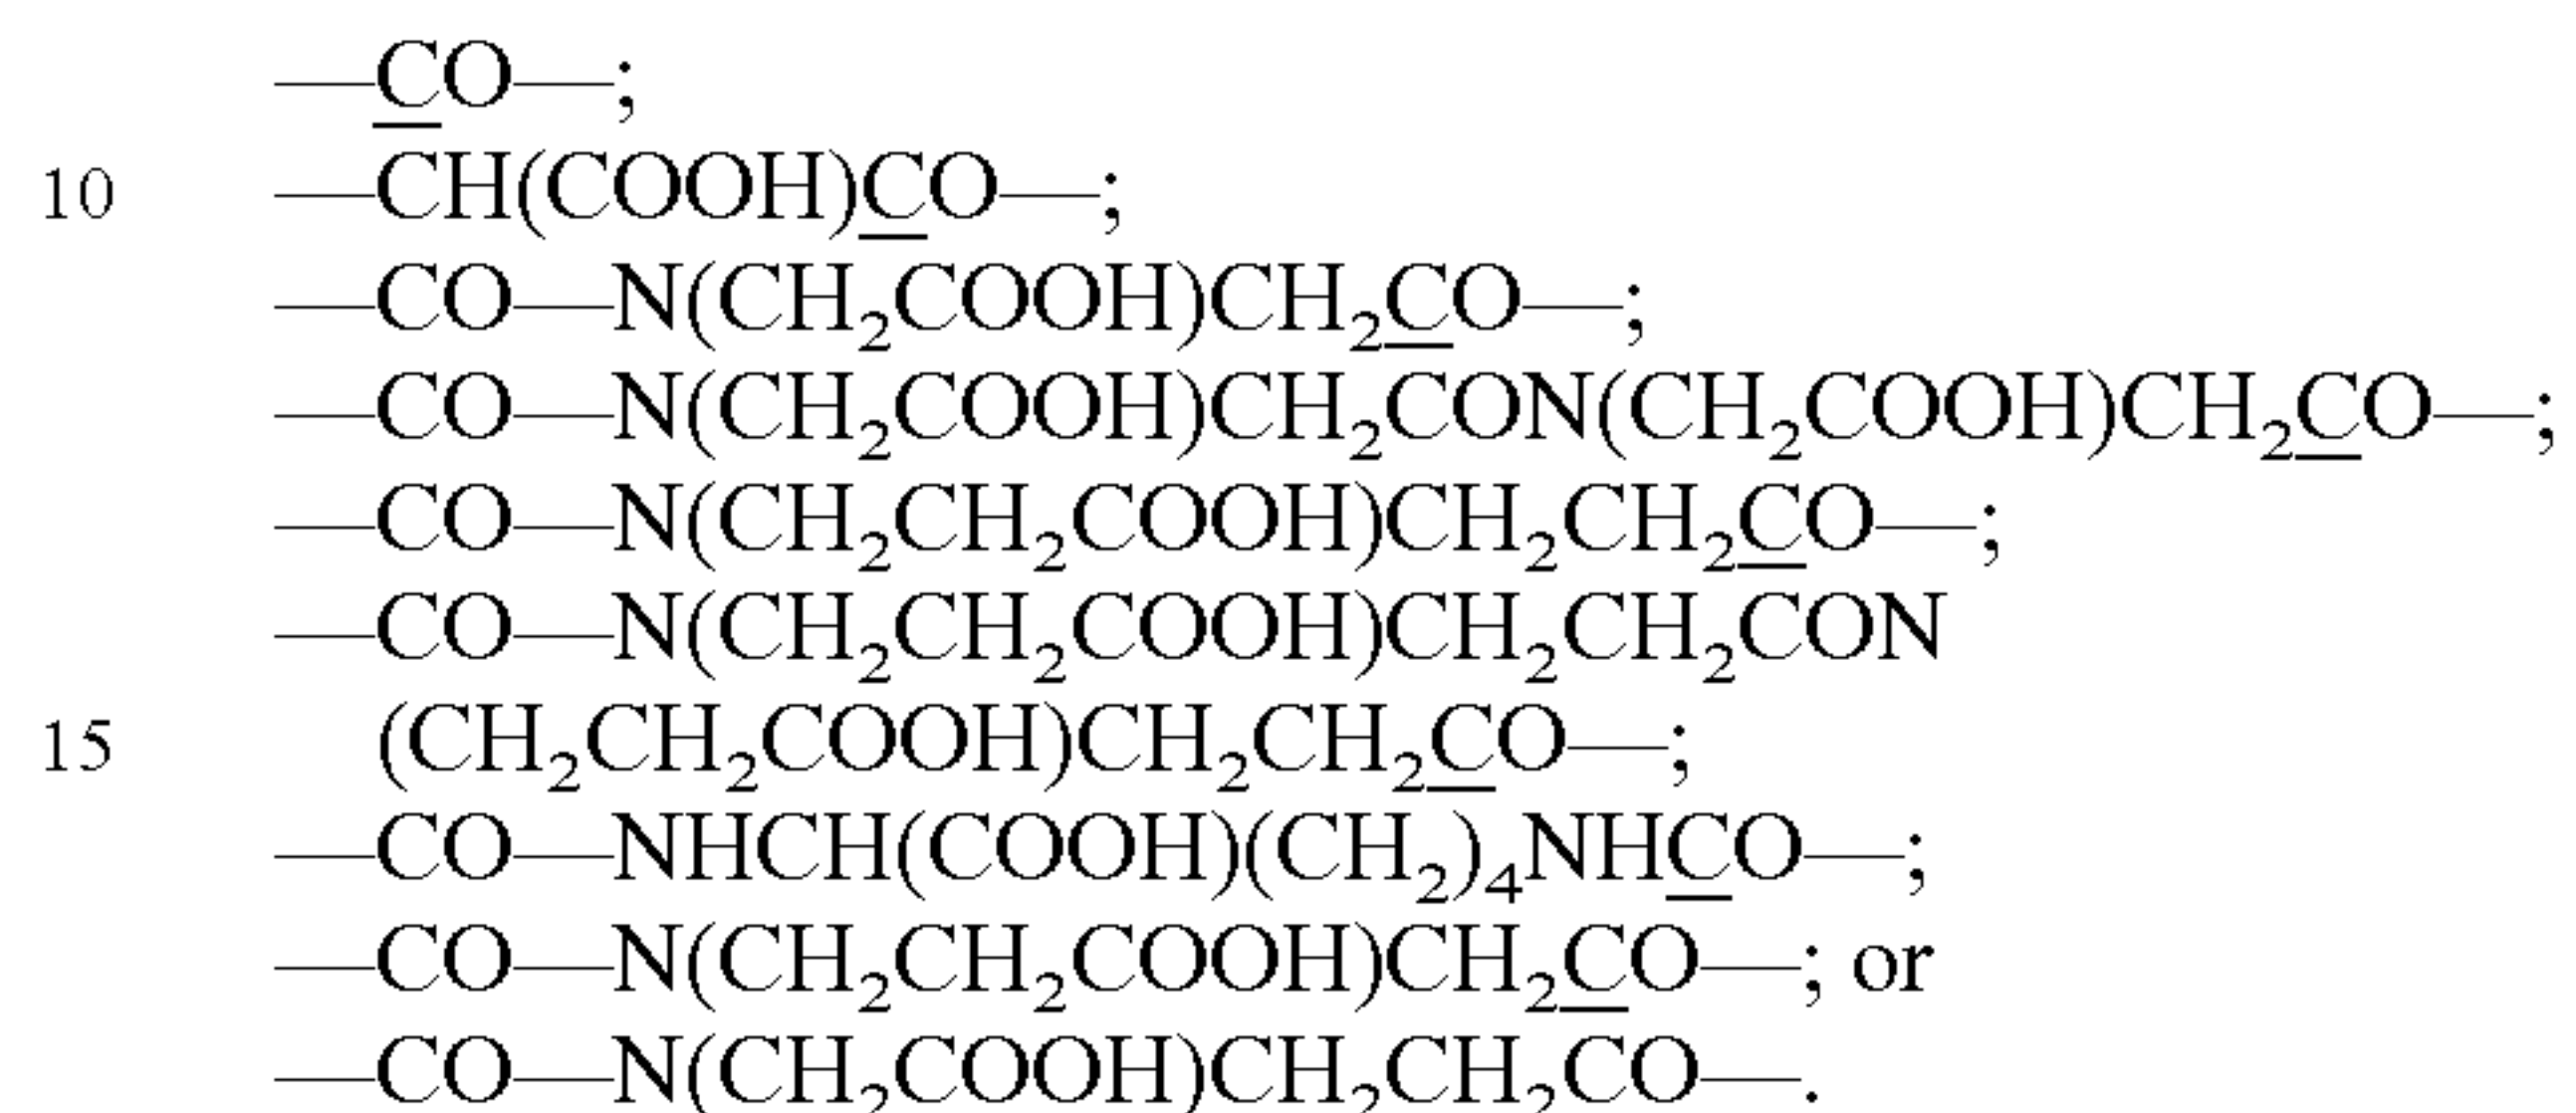 —CO—;
10 —CH(COOH)CO—;
—CO—N(CH₂COOH)CH₂CO—;
—CO—N(CH₂COOH)CH₂CON(CH₂COOH)CH₂CO—;
—CO—N(CH₂CH₂COOH)CH₂CH₂CO—;
—CO—N(CH₂CH₂COOH)CH₂CH₂CON
15 (CH₂CH₂COOH)CH₂CH₂CO—;
—CO—NHCH(COOH)(CH₂)₄NHCO—;
—CO—N(CH₂CH₂COOH)CH₂CO—; or
—CO—N(CH₂COOH)CH₂CH₂CO—.